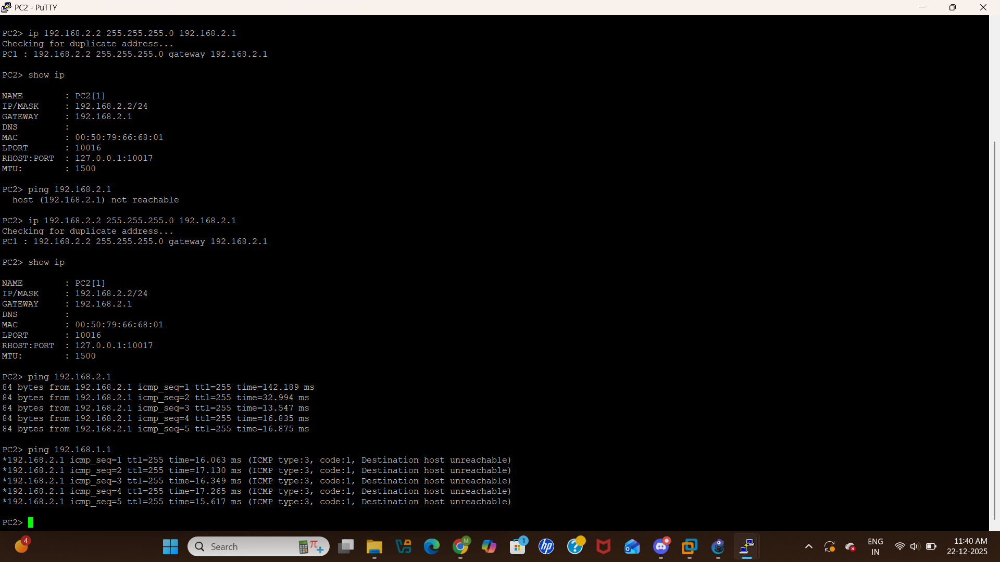 PC2 - PuTTY
PC2> ip 192.168.2.2 255.255.255.0 192.168.2.1
Checking for duplicate address...
PC1 : 192.168.2.2 255.255.255.0 gateway 192.168.2.1
PC2> show ip
NAME        : PC2[1]
IP/MASK     : 192.168.2.2/24
GATEWAY     : 192.168.2.1
DNS         :
MAC         : 00:50:79:66:68:01
LPORT       : 10016
RHOST:PORT  : 127.0.0.1:10017
MTU:        : 1500
PC2> ping 192.168.2.1
host (192.168.2.1) not reachable
PC2> ip 192.168.2.2 255.255.255.0 192.168.2.1
Checking for duplicate address...
PC1 : 192.168.2.2 255.255.255.0 gateway 192.168.2.1
PC2> show ip
NAME        : PC2[1]
IP/MASK     : 192.168.2.2/24
GATEWAY     : 192.168.2.1
DNS         :
MAC         : 00:50:79:66:68:01
LPORT       : 10016
RHOST:PORT  : 127.0.0.1:10017
MTU:        : 1500
PC2> ping 192.168.2.1
84 bytes from 192.168.2.1 icmp_seq=1 ttl=255 time=142.189 ms
84 bytes from 192.168.2.1 icmp_seq=2 ttl=255 time=32.994 ms
84 bytes from 192.168.2.1 icmp_seq=3 ttl=255 time=13.547 ms
84 bytes from 192.168.2.1 icmp_seq=4 ttl=255 time=16.835 ms
84 bytes from 192.168.2.1 icmp_seq=5 ttl=255 time=16.875 ms
PC2> ping 192.168.1.1
*192.168.2.1 icmp_seq=1 ttl=255 time=16.063 ms (ICMP type:3, code:1, Destination host unreachable)
*192.168.2.1 icmp_seq=2 ttl=255 time=17.130 ms (ICMP type:3, code:1, Destination host unreachable)
*192.168.2.1 icmp_seq=3 ttl=255 time=16.349 ms (ICMP type:3, code:1, Destination host unreachable)
*192.168.2.1 icmp_seq=4 ttl=255 time=17.265 ms (ICMP type:3, code:1, Destination host unreachable)
*192.168.2.1 icmp_seq=5 ttl=255 time=15.617 ms (ICMP type:3, code:1, Destination host unreachable)
PC2>
4
Search
M
1
hp
ENG
IN
11:40 AM
22-12-2025